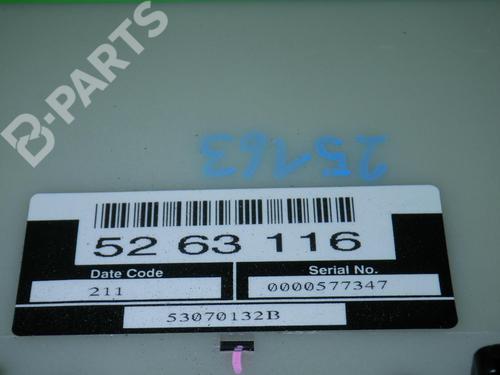 B-PARTS
25163
52 63 116
Date Code
Serial No.
211
0000577347
53070132B